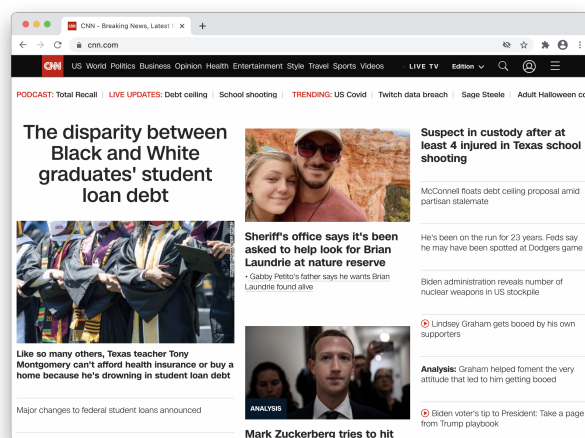 CNN - Breaking News, Latest
cnn.com
CNN US World Politics Business Opinion Health Entertainment Style Travel Sports Videos LIVE TV Edition
PODCAST: Total Recall | LIVE UPDATES: Debt ceiling | School shooting | TRENDING: US Covid | Twitch data breach | Sage Steele | Adult Halloween co
The disparity between
Black and White
graduates' student
loan debt
Like so many others, Texas teacher Tony
Montgomery can't afford health insurance or buy a
home because he's drowning in student loan debt
Major changes to federal student loans announced
Sheriff's office says it's been
asked to help look for Brian
Laundrie at nature reserve
• Gabby Petito's father says he wants Brian
Laundrie found alive
ANALYSIS
Mark Zuckerberg tries to hit
Suspect in custody after at
least 4 injured in Texas school
shooting
McConnell floats debt ceiling proposal amid
partisan stalemate
He's been on the run for 23 years. Feds say
he may have been spotted at Dodgers game
Biden administration reveals number of
nuclear weapons in US stockpile
Lindsey Graham gets booed by his own
supporters
Analysis: Graham helped foment the very
attitude that led to him getting booed
Biden voter's tip to President: Take a page
from Trump playbook